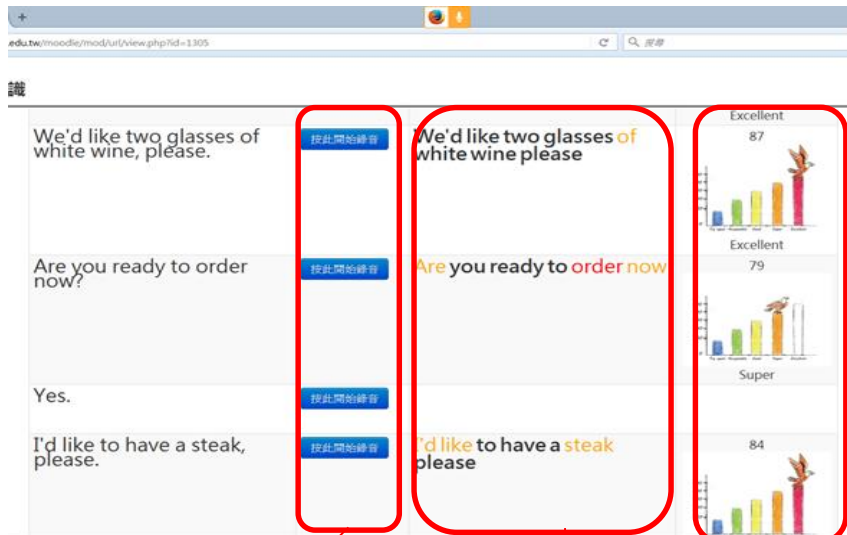 +
.edu.tw/moodle/mod/url/view.php?id=1305
搜尋
識
Excellent
We'd like two glasses of
white wine, please.
按此開始錄音
We'd like two glasses of
white wine please
87
Excellent
Are you ready to order
now?
按此開始錄音
Are you ready to order now
79
Super
Yes.
按此開始錄音
I'd like to have a steak,
please.
按此開始錄音
I'd like to have a steak
please
84